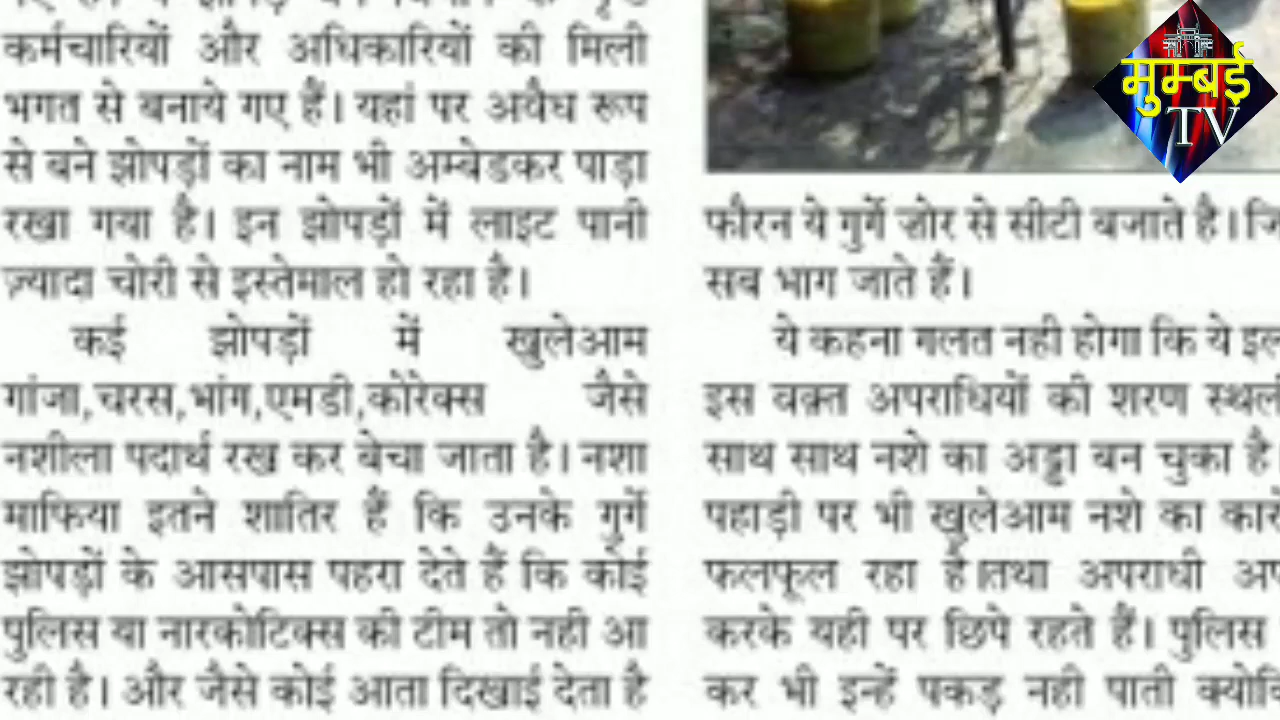 कर्मचारियों और अधिकारियों की मिली
भगत से बनाये गए हैं। यहां पर अवैध रूप
से बने झोपड़ों का नाम भी अम्बेडकर पाड़ा
रखा गया है। इन झोपड़ों में लाइट पानी
ज़्यादा चोरी से इस्तेमाल हो रहा है।
कई झोपड़ों में खुलेआम
गांजा,चरस,भांग,एमडी,कोरेक्स जैसे
नशीला पदार्थ रख कर बेचा जाता है। नशा
माफिया इतने शातिर हैं कि उनके गुर्गे
झोपड़ों के आसपास पहरा देते हैं कि कोई
पुलिस या नारकोटिक्स की टीम तो नही आ
रही है। और जैसे कोई आता दिखाई देता है
मुम्बई
TV
फौरन ये गुर्गे ज़ोर से सीटी बजाते है। जि
सब भाग जाते हैं।
ये कहना गलत नही होगा कि ये इल
इस वक़्त अपराधियों की शरण स्थल
साथ साथ नशे का अड्डा बन चुका है।
पहाड़ी पर भी खुलेआम नशे का कार
फलफूल रहा है।तथा अपराधी अप
करके यही पर छिपे रहते हैं। पुलिस
कर भी इन्हें पकड़ नही पाती क्योकि